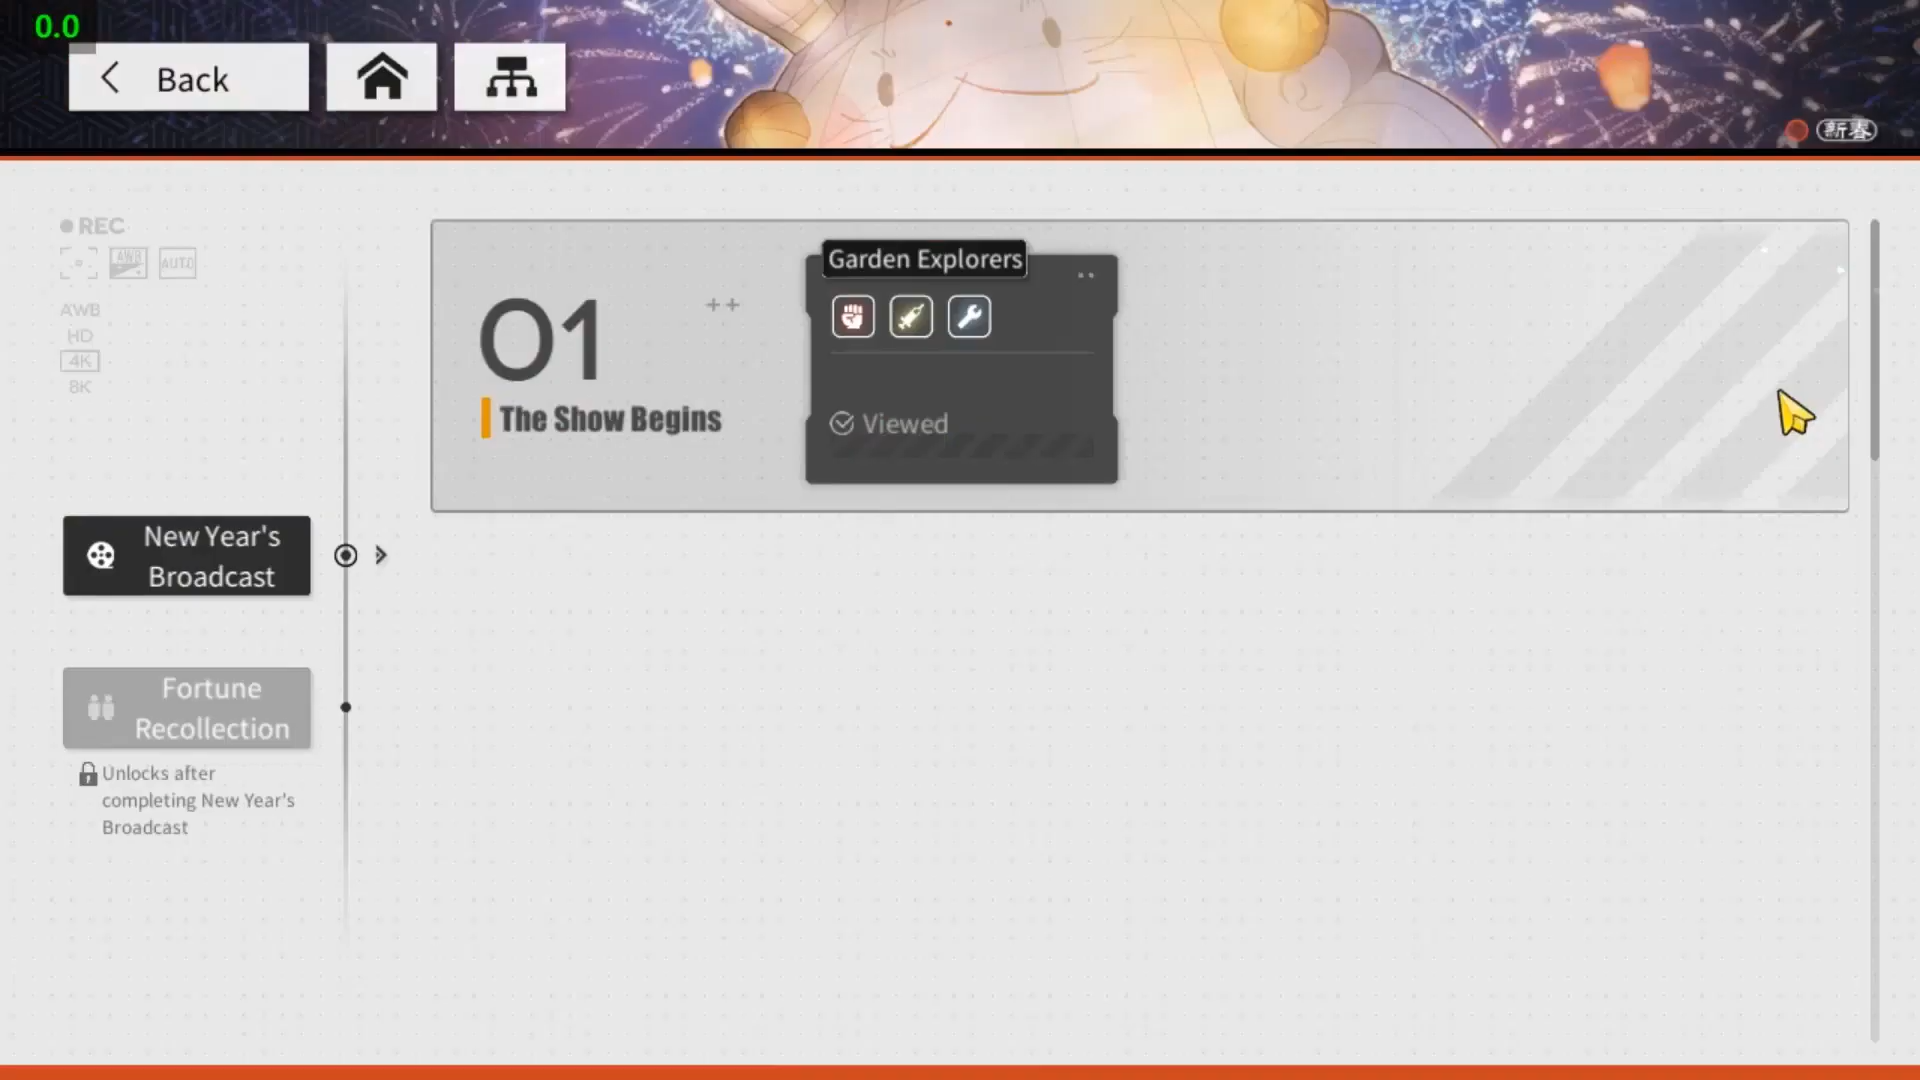 0.0
Back
新春
REC
AWB
AUTO
AWB
HD
4K
8K
01
The Show Begins
Garden Explorers
Viewed
New Year's
Broadcast
Fortune
Recollection
Unlocks after
completing New Year's
Broadcast